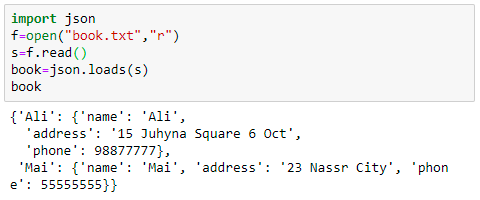 import json
f=open("book.txt","r")
s=f.read()
book=json.loads(s)
book
{'Ali': {'name': 'Ali',
  'address': '15 Juhyna Square 6 Oct',
  'phone': 98877777},
 'Mai': {'name': 'Mai', 'address': '23 Nassr City', 'phon
e': 55555555}}